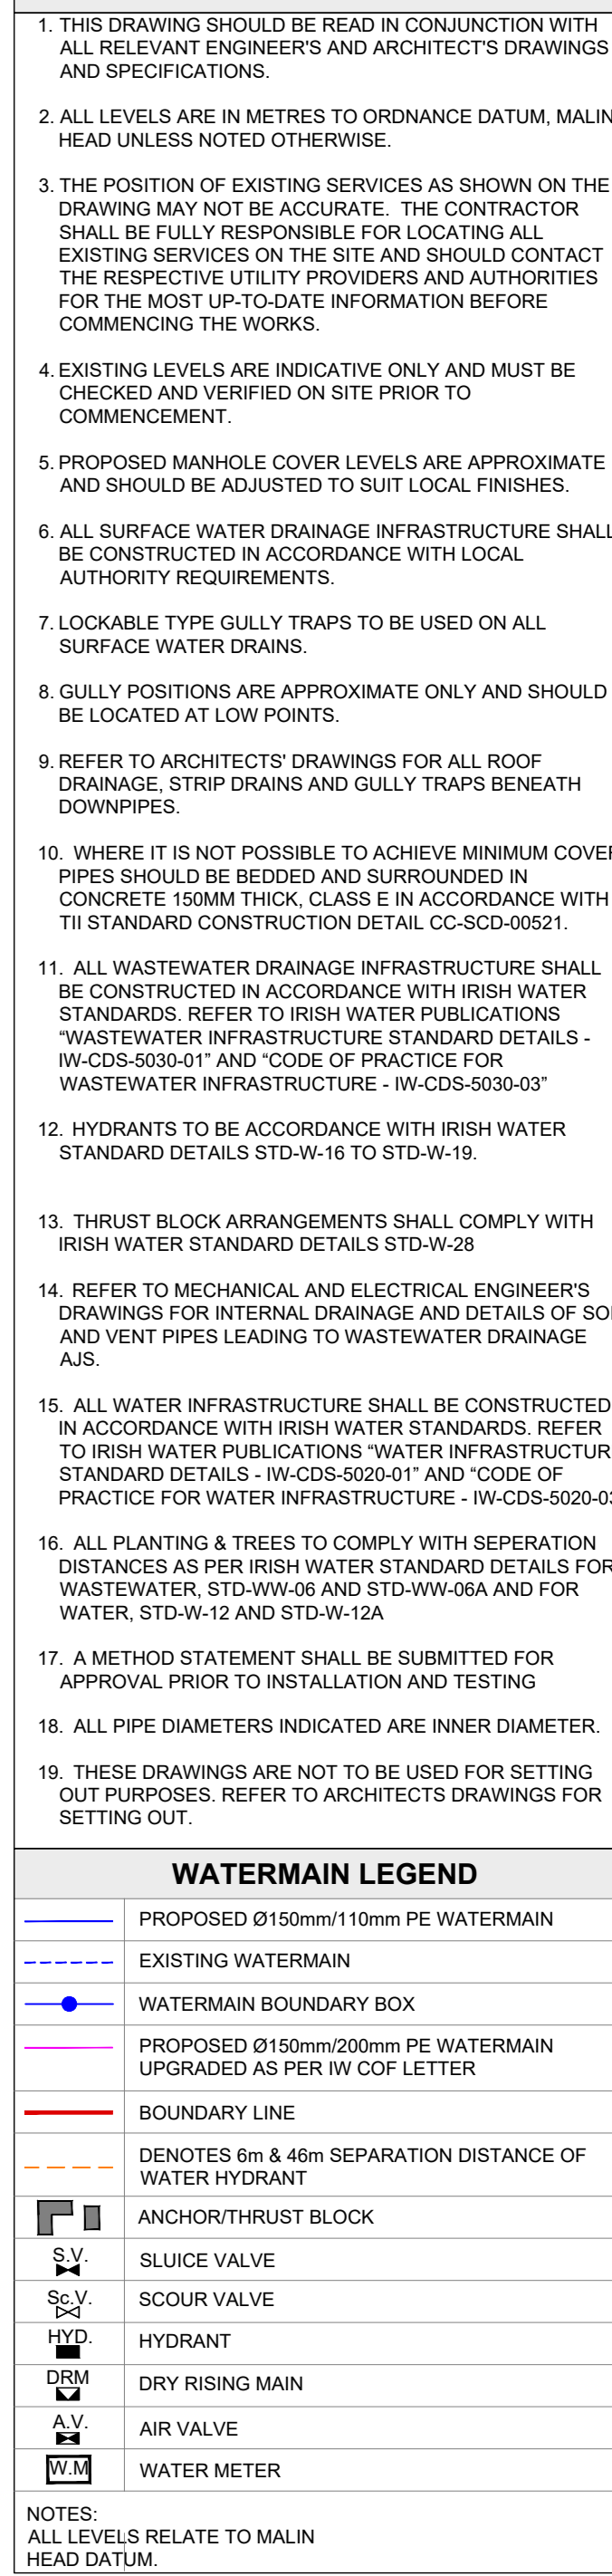 1. THIS DRAWING SHOULD BE READ IN CONJUNCTION WITH
ALL RELEVANT ENGINEER'S AND ARCHITECT'S DRAWINGS
AND SPECIFICATIONS.
2. ALL LEVELS ARE IN METRES TO ORDNANCE DATUM, MALIN
HEAD UNLESS NOTED OTHERWISE.
3. THE POSITION OF EXISTING SERVICES AS SHOWN ON THE
DRAWING MAY NOT BE ACCURATE. THE CONTRACTOR
SHALL BE FULLY RESPONSIBLE FOR LOCATING ALL
EXISTING SERVICES ON THE SITE AND SHOULD CONTACT
THE RESPECTIVE UTILITY PROVIDERS AND AUTHORITIES
FOR THE MOST UP-TO-DATE INFORMATION BEFORE
COMMENCING THE WORKS.
4. EXISTING LEVELS ARE INDICATIVE ONLY AND MUST BE
CHECKED AND VERIFIED ON SITE PRIOR TO
COMMENCEMENT.
5. PROPOSED MANHOLE COVER LEVELS ARE APPROXIMATE
AND SHOULD BE ADJUSTED TO SUIT LOCAL FINISHES.
6. ALL SURFACE WATER DRAINAGE INFRASTRUCTURE SHALL
BE CONSTRUCTED IN ACCORDANCE WITH LOCAL
AUTHORITY REQUIREMENTS.
7. LOCKABLE TYPE GULLY TRAPS TO BE USED ON ALL
SURFACE WATER DRAINS.
8. GULLY POSITIONS ARE APPROXIMATE ONLY AND SHOULD
BE LOCATED AT LOW POINTS.
9. REFER TO ARCHITECTS' DRAWINGS FOR ALL ROOF
DRAINAGE, STRIP DRAINS AND GULLY TRAPS BENEATH
DOWNPIPES.
10. WHERE IT IS NOT POSSIBLE TO ACHIEVE MINIMUM COVER
PIPES SHOULD BE BEDDED AND SURROUNDED IN
CONCRETE 150MM THICK, CLASS E IN ACCORDANCE WITH
TII STANDARD CONSTRUCTION DETAIL CC-SCD-00521.
11. ALL WASTEWATER DRAINAGE INFRASTRUCTURE SHALL
BE CONSTRUCTED IN ACCORDANCE WITH IRISH WATER
STANDARDS. REFER TO IRISH WATER PUBLICATIONS
“WASTEWATER INFRASTRUCTURE STANDARD DETAILS -
IW-CDS-5030-01” AND “CODE OF PRACTICE FOR
WASTEWATER INFRASTRUCTURE - IW-CDS-5030-03”
12. HYDRANTS TO BE ACCORDANCE WITH IRISH WATER
STANDARD DETAILS STD-W-16 TO STD-W-19.
13. THRUST BLOCK ARRANGEMENTS SHALL COMPLY WITH
IRISH WATER STANDARD DETAILS STD-W-28
14. REFER TO MECHANICAL AND ELECTRICAL ENGINEER'S
DRAWINGS FOR INTERNAL DRAINAGE AND DETAILS OF
AND VENT PIPES LEADING TO WASTEWATER DRAINAGE
AJS.
15. ALL WATER INFRASTRUCTURE SHALL BE CONSTRUCTED
IN ACCORDANCE WITH IRISH WATER STANDARDS. REFER
TO IRISH WATER PUBLICATIONS “WATER INFRASTRUCTUR
STANDARD DETAILS - IW-CDS-5020-01” AND “CODE OF
PRACTICE FOR WATER INFRASTRUCTURE - IW-CDS-5020-03
16. ALL PLANTING & TREES TO COMPLY WITH SEPERATION
DISTANCES AS PER IRISH WATER STANDARD DETAILS FOR
WASTEWATER, STD-WW-06 AND STD-WW-06A AND FOR
WATER, STD-W-12 AND STD-W-12A
17. A METHOD STATEMENT SHALL BE SUBMITTED FOR
APPROVAL PRIOR TO INSTALLATION AND TESTING
18. ALL PIPE DIAMETERS INDICATED ARE INNER DIAMETER.
19. THESE DRAWINGS ARE NOT TO BE USED FOR SETTING
OUT PURPOSES. REFER TO ARCHITECTS DRAWINGS FOR
SETTING OUT.
WATERMAIN LEGEND
PROPOSED Ø150mm/110mm PE WATERMAIN
EXISTING WATERMAIN
WATERMAIN BOUNDARY BOX
PROPOSED Ø150mm/200mm PE WATERMAIN
UPGRADED AS PER IW COF LETTER
BOUNDARY LINE
DENOTES 6m & 46m SEPARATION DISTANCE OF
WATER HYDRANT
ANCHOR/THRUST BLOCK
S.V. SLUICE VALVE
Sc.V. SCOUR VALVE
HYD. HYDRANT
DRM DRY RISING MAIN
A.V. AIR VALVE
W.M WATER METER
NOTES:
ALL LEVELS RELATE TO MALIN
HEAD DATUM.